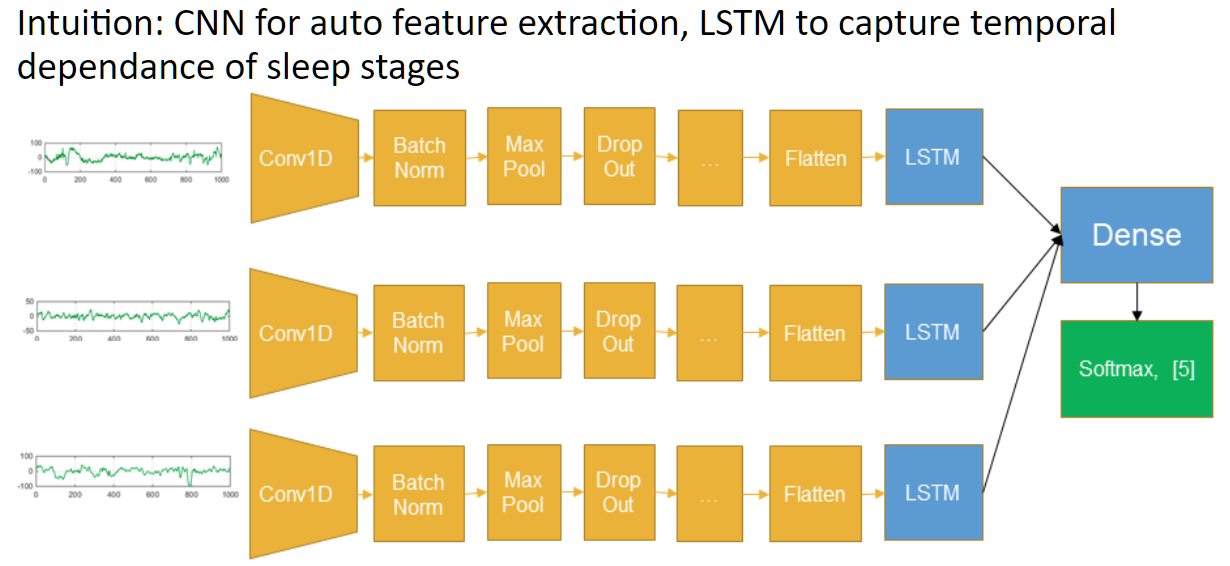 Intuition: CNN for auto feature extraction, LSTM to capture temporal
dependance of sleep stages
100
0
-100
0 200 400 600 800 1000
Conv1D
Batch
Norm
Max
Pool
Drop
Out
...
Flatten
LSTM
Dense
50
0
-50
0 200 400 600 800 1000
Conv1D
Batch
Norm
Max
Pool
Drop
Out
...
Flatten
LSTM
Softmax, [5]
100
0
-100
0 200 400 600 800 1000
Conv1D
Batch
Norm
Max
Pool
Drop
Out
...
Flatten
LSTM